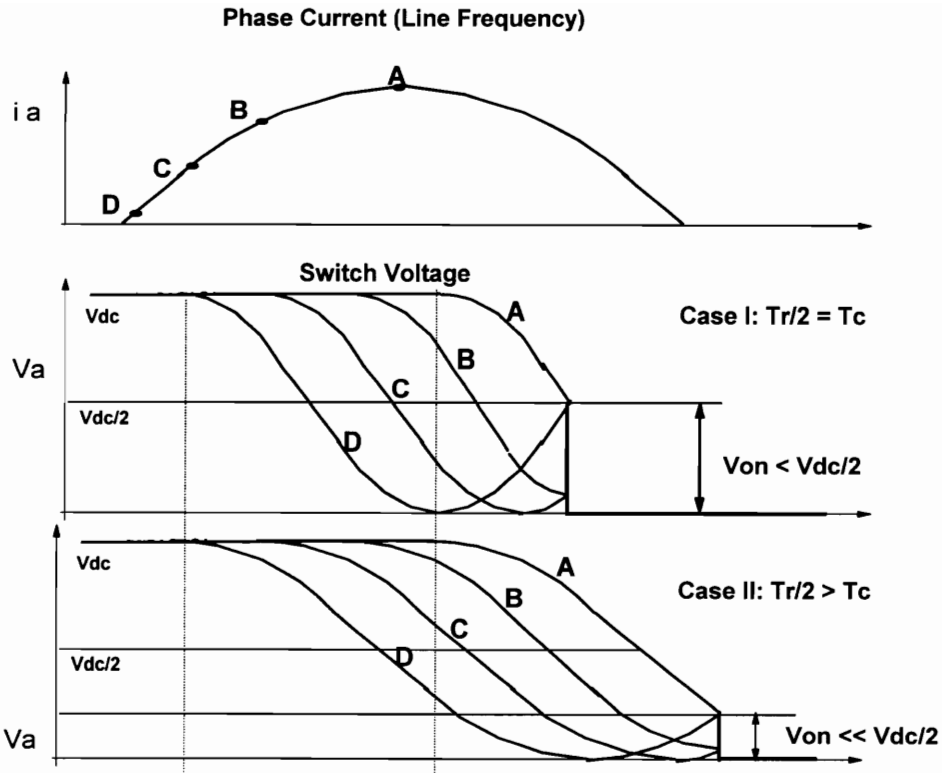 Phase Current (Line Frequency)
A
i a
B
C
D
Switch Voltage
Vdc
A
Case I: Tr/2 = Tc
Va
B
C
Vdc/2
D
Von < Vdc/2
Vdc
A
B
Case II: Tr/2 > Tc
C
D
Vdc/2
Va
Von << Vdc/2